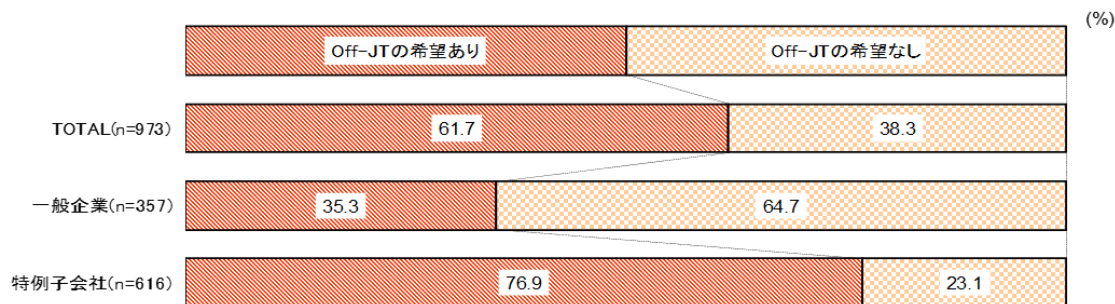 (%)
Off-JTの希望あり Off-JTの希望なし
TOTAL(n=973) 61.7 38.3
一般企業(n=357) 35.3 64.7
特例子会社(n=616) 76.9 23.1